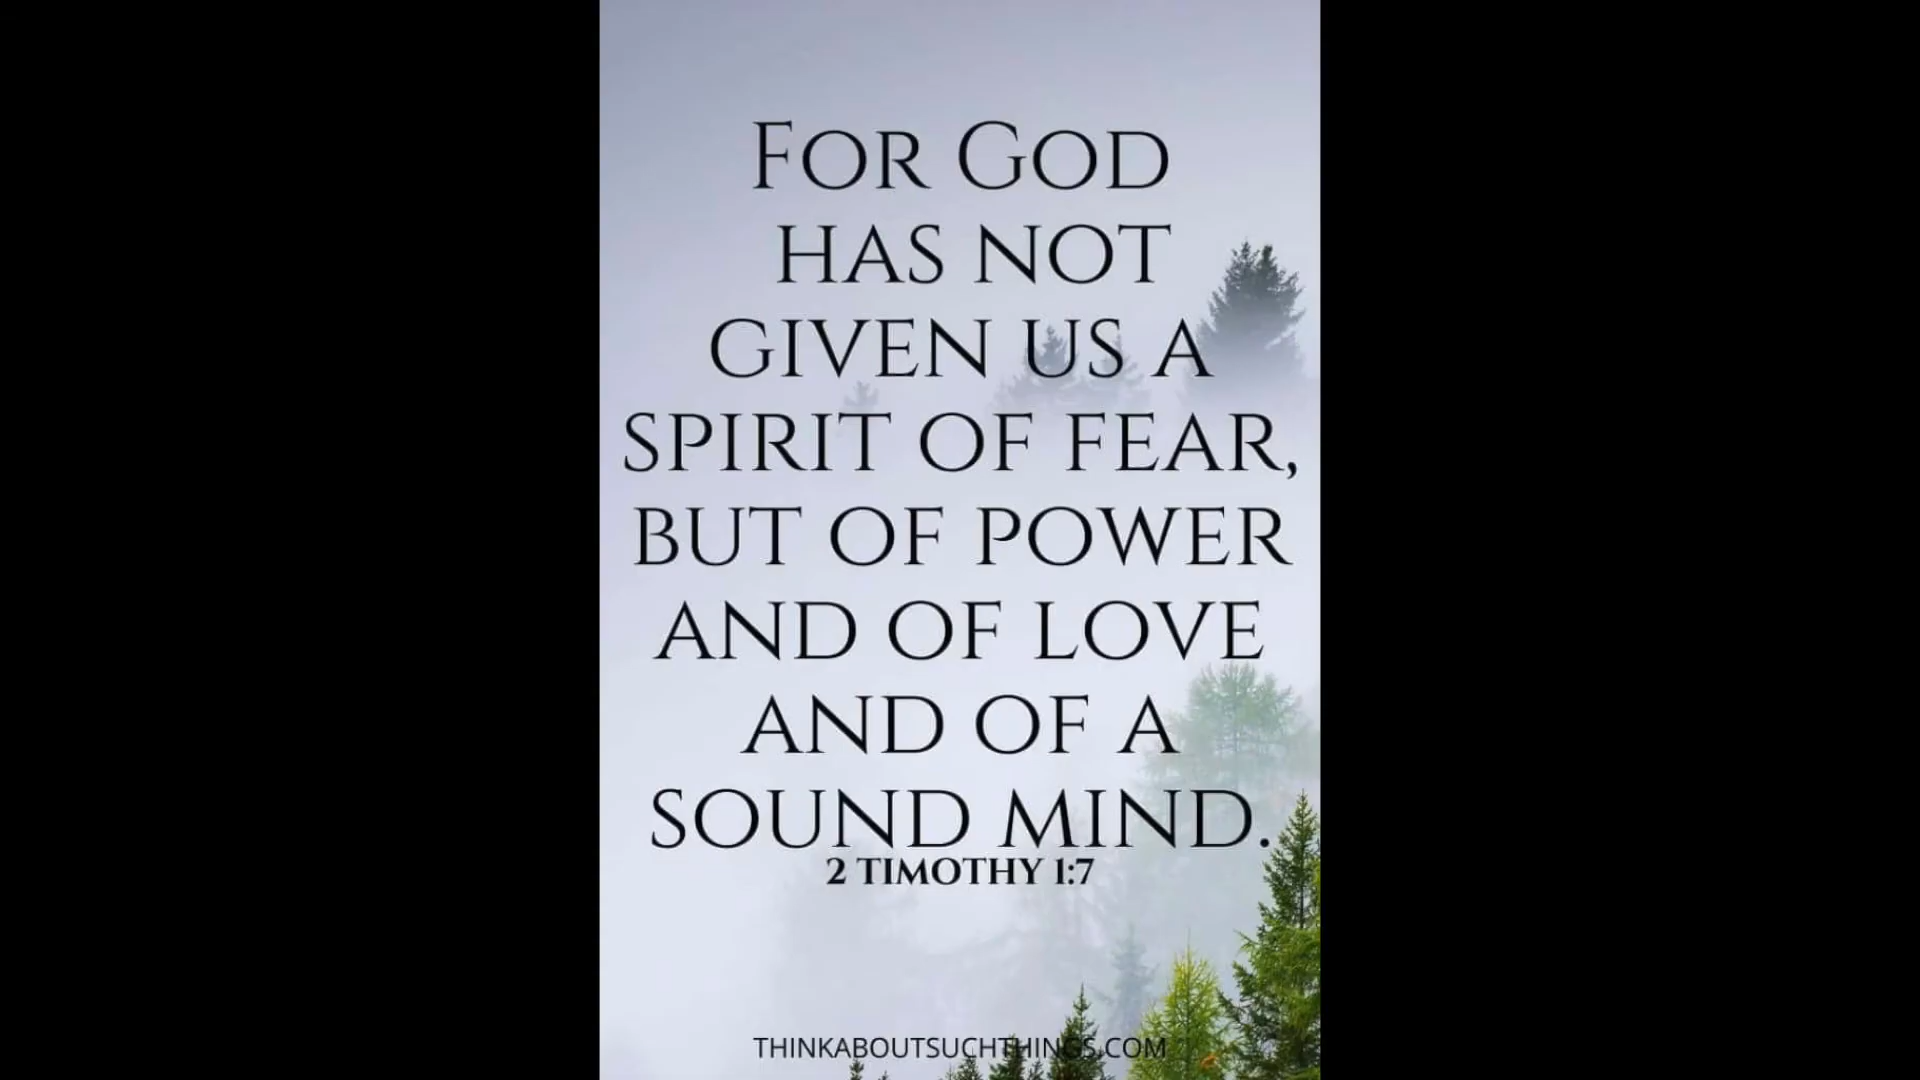 For God
has not
given us a
spirit of fear,
but of power
and of love
and of a
sound mind.
2 TIMOTHY 1:7
THINKABOUTSUCHTHINGS.COM